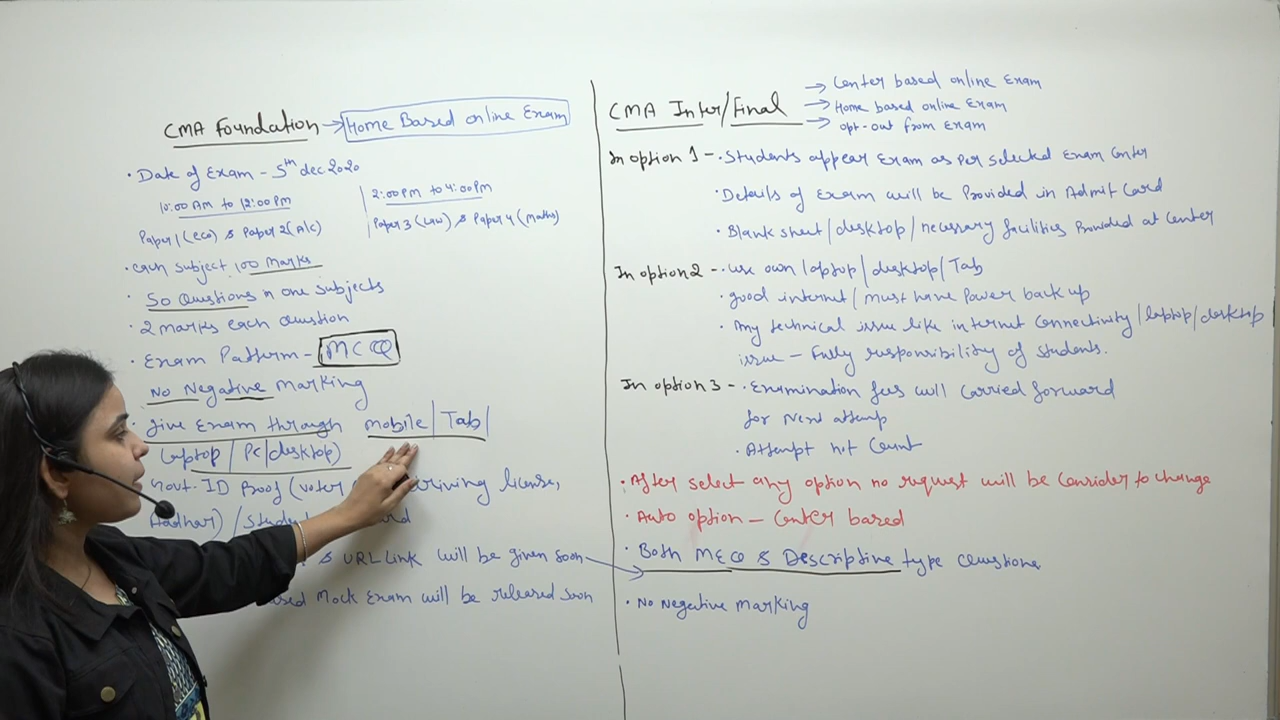 CMA Foundation → Home Based online Exam
• Date of Exam - 5th dec 2020
10:00 AM to 12:00 PM
Paper 1 (eco) & Paper 2 (A/c)
2:00 PM to 4:00 PM
Paper 3 (Law) & Paper 4 (Maths)
• each subject 100 marks
• 50 Questions in one subjects
• 2 marks each question
• Exam Pattern - MCQ
No Negative marking
• give Exam through mobile | Tab |
laptop / PC / desktop)
Govt. ID Proof (voter driving license,
Aadhar) / Student
& URL Link will be given soon
Mock Exam will be released soon
CMA Inter/Final
→ Center based online Exam
→ Home based online Exam
→ opt-out from Exam
In option 1 - • Students appear Exam as per selected Exam Center
• Details of Exam will be Provided in Admit Card
• Blank sheet / desktop / necessary facilities Provided at Center
In option 2 - • use own laptop / desktop / Tab
• good internet / must have Power back up
• Any technical issue like internet Connectivity / laptop / desktop
issue - Fully responsibility of students.
In option 3 - • Examination fees will Carried forward
for Next attemp
• Attempt not Count
• After select any option no request will be Consider to change
• Auto option - Center based
• Both MCQ & Descriptive type Questions
• No Negative marking